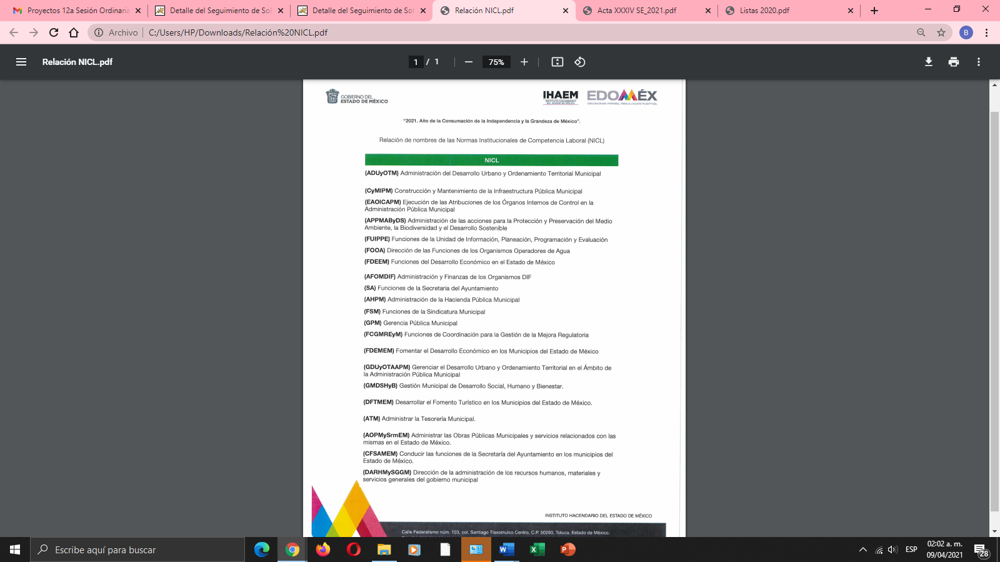 Proyectos 12a Sesión Ordinaria
Detalle del Seguimiento de Sol
Detalle del Seguimiento de Sol
Relación NICL.pdf
Acta XXXIV SE_2021.pdf
Listas 2020.pdf
Archivo
C:/Users/HP/Downloads/Relación%20NICL.pdf
B
Relación NICL.pdf
1 / 1
75%
GOBIERNO DEL
ESTADO DE MÉXICO
IHAEM
INSTITUTO HACENDARIO
DEL ESTADO DE MÉXICO
EDOMÉX
DECISIONES FIRMES, RESULTADOS FUERTES.
"2021. Año de la Consumación de la Independencia y la Grandeza de México".
Relación de nombres de las Normas Institucionales de Competencia Laboral (NICL)
NICL
(ADUyOTM) Administración del Desarrollo Urbano y Ordenamiento Territorial Municipal
(CyMIPM) Construcción y Mantenimiento de la Infraestructura Pública Municipal
(EAOICAPM) Ejecución de las Atribuciones de los Órganos Internos de Control en la
Administración Pública Municipal
(APPMAByDS) Administración de las acciones para la Protección y Preservación del Medio
Ambiente, la Biodiversidad y el Desarrollo Sostenible
(FUIPPE) Funciones de la Unidad de Información, Planeación, Programación y Evaluación
(FOOA) Dirección de las Funciones de los Organismos Operadores de Agua
(FDEEM) Funciones del Desarrollo Económico en el Estado de México
(AFOMDIF) Administración y Finanzas de los Organismos DIF
(SA) Funciones de la Secretaria del Ayuntamiento
(AHPM) Administración de la Hacienda Pública Municipal
(FSM) Funciones de la Sindicatura Municipal
(GPM) Gerencia Pública Municipal
(FCGMREyM) Funciones de Coordinación para la Gestión de la Mejora Regulatoria
(FDEMEM) Fomentar el Desarrollo Económico en los Municipios del Estado de México
(GDUyOTAAPM) Gerenciar el Desarrollo Urbano y Ordenamiento Territorial en el Ámbito de
la Administración Pública Municipal
(GMDSHyB) Gestión Municipal de Desarrollo Social, Humano y Bienestar.
(DFTMEM) Desarrollar el Fomento Turístico en los Municipios del Estado de México.
(ATM) Administrar la Tesorería Municipal.
(AOPMySrmEM) Administrar las Obras Públicas Municipales y servicios relacionados con las
mismas en el Estado de México.
(CFSAMEM) Conducir las funciones de la Secretaría del Ayuntamiento en los municipios del
Estado de México.
(DARHMySGGM) Dirección de la administración de los recursos humanos, materiales y
servicios generales del gobierno municipal
INSTITUTO HACENDARIO DEL ESTADO DE MÉXICO
Calle Federalismo núm. 103, col. Santiago Tlaxomulco Centro, C.P. 50280, Toluca, Estado de México.
Escribe aquí para buscar
ESP
02:02 a. m.
09/04/2021
28